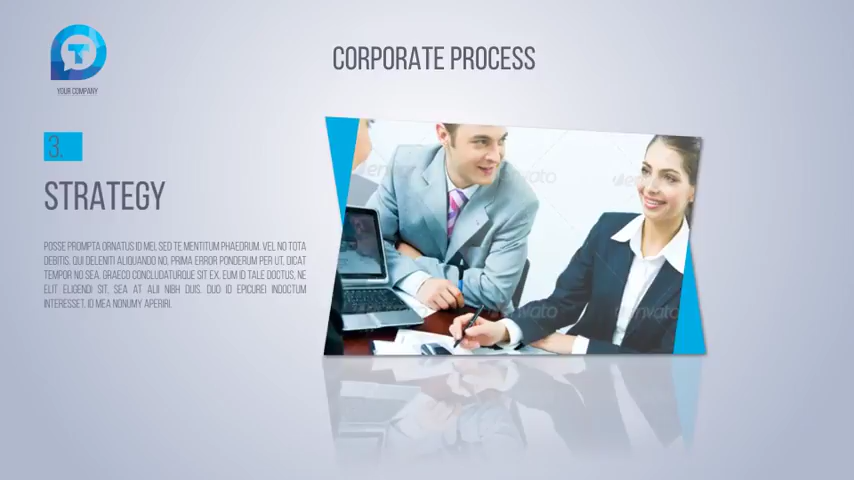 T
YOUR COMPANY
CORPORATE PROCESS
3.
STRATEGY
POSSE PROMPTA ORNATUS ID MEI, SED TE MENTITUM PHAEDRUM. VEL NO TOTA
DEBITIS, QUI DELENITI ALIQUANDO NO, PRIMA ERROR PONDERUM PER UT, DICAT
TEMPOR NO SEA. GRAECO CONCLUDATURQUE SIT EX. EUM ID TALE DOCTUS, NE
ELIT ELIGENDI SIT, SEA AT ALII NIBH DUIS. DUO ID EPICUREI INDOCTUM
INTERESSET, ID MEA NONUMY APERIRI.